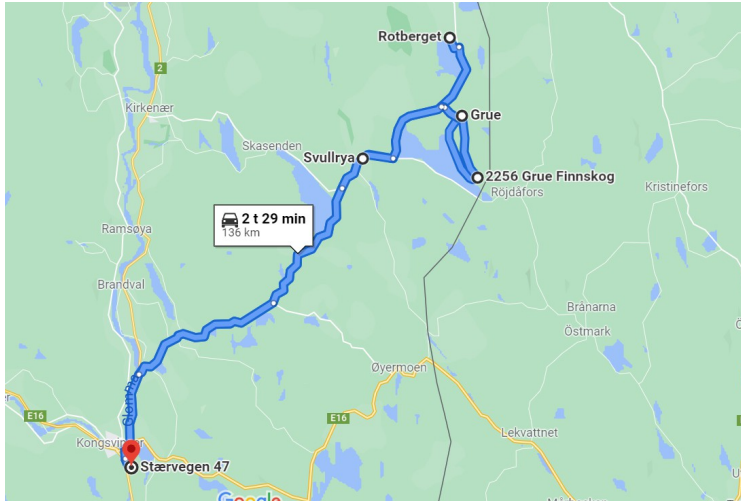 Rotberget
2
Kirkenær
Grue
Skasenden
Svullrya
2256 Grue Finnskog
Röjdåfors
Kristinefors
2 t 29 min
136 km
Ramsøya
Brandval
Brånarna
Östmark
Øyermoen
Glomma
E16
E16
Lekvattnet
Kongsvinger
Stærvegen 47
Google